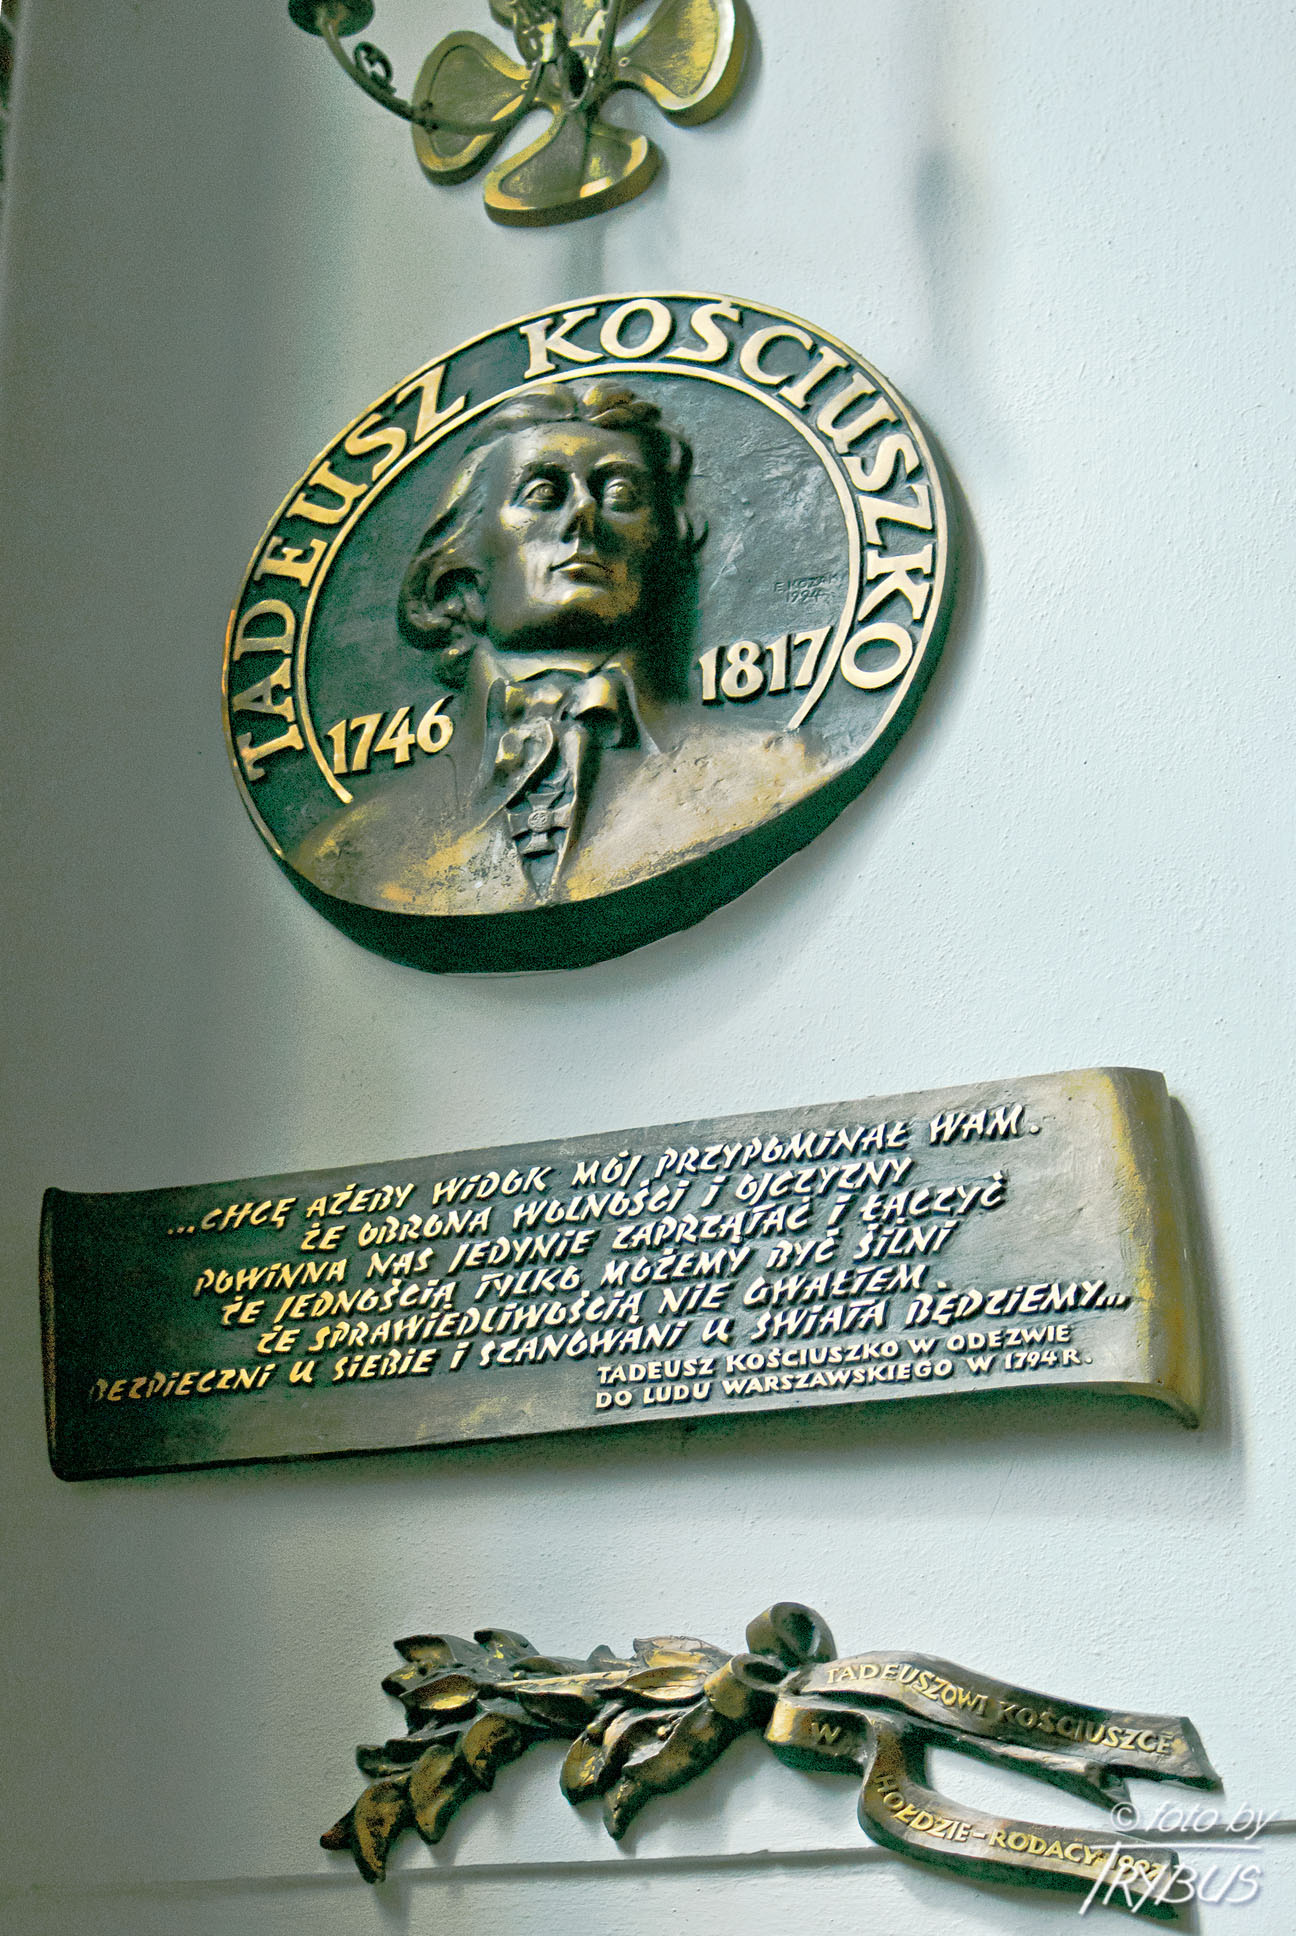 TADEUSZ KOŚCIUSZKO
E. KOZAK
1994
1746 1817
...CHCĘ AŻEBY WIDOK MÓJ PRZYPOMINAŁ WAM.
ŻE OBRONA WOLNOŚCI I OJCZYZNY
POWINNA NAS JEDYNIE ZAPRZĄTAĆ I ŁĄCZYĆ
ŻE JEDNOŚCIĄ TYLKO MOŻEMY BYĆ SILNI
ŻE SPRAWIEDLIWOŚCIĄ NIE GWAŁTEM.
BEZPIECZNI U SIEBIE I SZANOWANI U ŚWIATA BĘDZIEMY...
TADEUSZ KOŚCIUSZKO W ODEZWIE
DO LUDU WARSZAWSKIEGO W 1794 R.
TADEUSZOWI KOŚCIUSZCE
W HOŁDZIE-RODACY
© foto by
TRYBUS